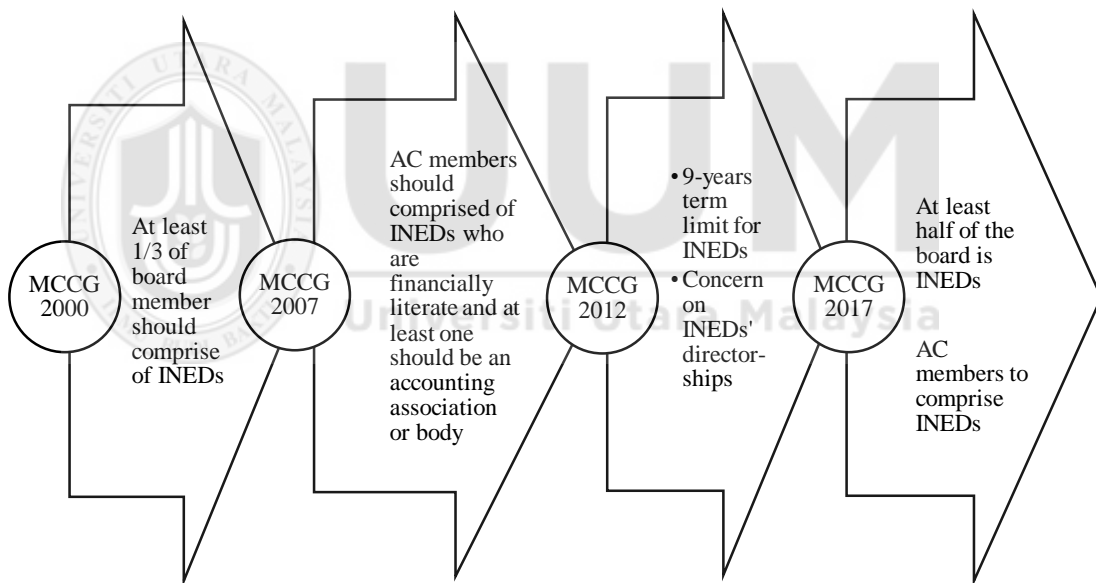 MCCG
2000
At least
1/3 of
board
member
should
comprise
of INEDs
MCCG
2007
AC members
should
comprised of
INEDs who
are
financially
literate and at
least one
should be an
accounting
association
or body
MCCG
2012
• 9-years
term
limit for
INEDs
• Concern
on
INEDs'
director-
ships
MCCG
2017
At least
half of the
board is
INEDs
AC
members to
comprise
INEDs
UUM
Universiti Utara Malaysia
UNIVERSITI UTARA MALAYSIA